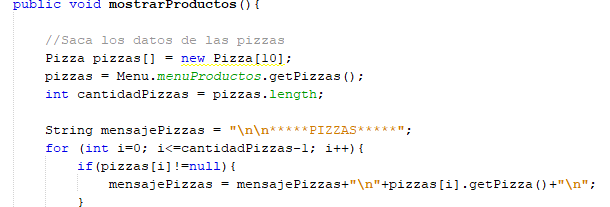 public void mostrarProductos(){
//Saca los datos de las pizzas
Pizza pizzas[] = new Pizza[10];
pizzas = Menu.menuProductos.getPizzas();
int cantidadPizzas = pizzas.length;
String mensajePizzas = "\n\n*****PIZZAS*****";
for (int i=0; i<=cantidadPizzas-1; i++){
if(pizzas[i]!=null){
mensajePizzas = mensajePizzas+"\n"+pizzas[i].getPizza()+"\n";
}